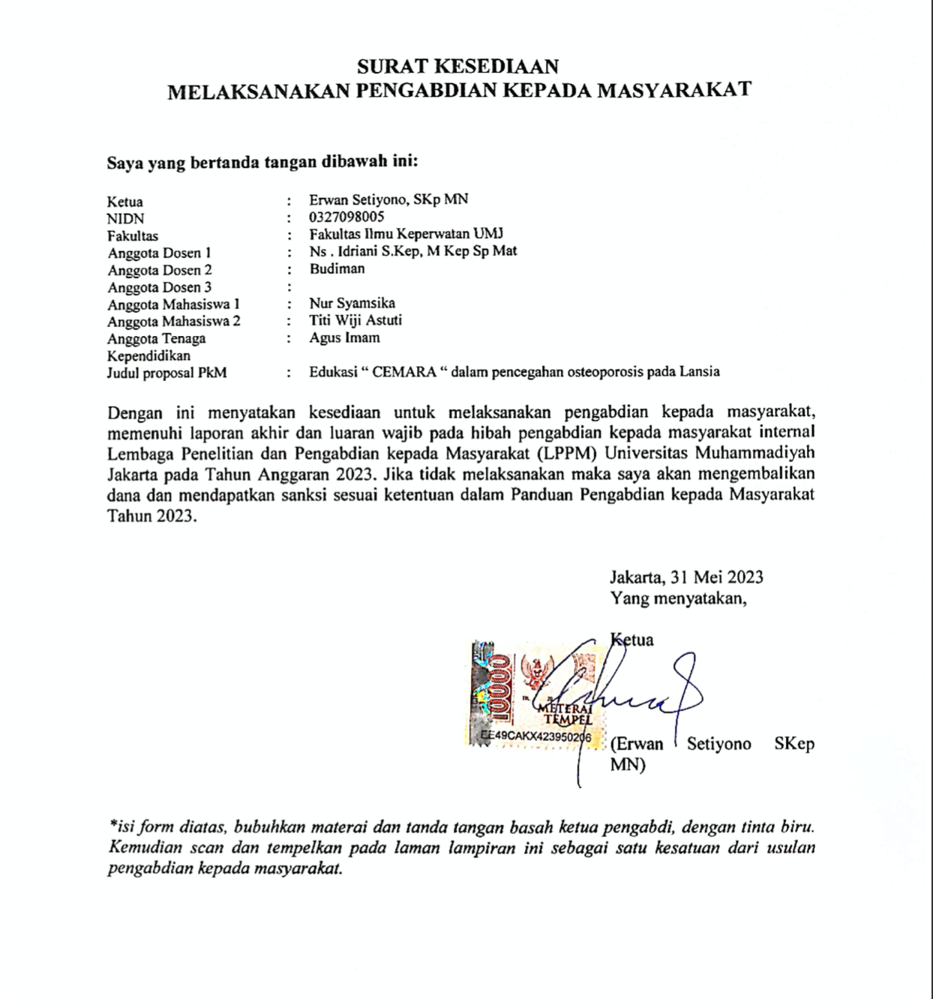 SURAT KESEDIAAN
MELAKSANAKAN PENGABDIAN KEPADA MASYARAKAT
Saya yang bertanda tangan dibawah ini:
Ketua : Erwan Setiyono, SKp MN
NIDN : 0327098005
Fakultas : Fakultas Ilmu Keperwatan UMJ
Anggota Dosen 1 : Ns . Idriani S.Kep, M Kep Sp Mat
Anggota Dosen 2 : Budiman
Anggota Dosen 3 :
Anggota Mahasiswa 1 : Nur Syamsika
Anggota Mahasiswa 2 : Titi Wiji Astuti
Anggota Tenaga : Agus Imam
Kependidikan
Judul proposal PkM : Edukasi “ CEMARA “ dalam pencegahan osteoporosis pada Lansia
Dengan ini menyatakan kesediaan untuk melaksanakan pengabdian kepada masyarakat,
memenuhi laporan akhir dan luaran wajib pada hibah pengabdian kepada masyarakat internal
Lembaga Penelitian dan Pengabdian kepada Masyarakat (LPPM) Universitas Muhammadiyah
Jakarta pada Tahun Anggaran 2023. Jika tidak melaksanakan maka saya akan mengembalikan
dana dan mendapatkan sanksi sesuai ketentuan dalam Panduan Pengabdian kepada Masyarakat
Tahun 2023.
Jakarta, 31 Mei 2023
Yang menyatakan,
Ketua
10000
METERAI
TEMPEL
EE49CAKX423950206
(Erwan Setiyono SKep
MN)
*isi form diatas, bubuhkan materai dan tanda tangan basah ketua pengabdi, dengan tinta biru.
Kemudian scan dan tempelkan pada laman lampiran ini sebagai satu kesatuan dari usulan
pengabdian kepada masyarakat.